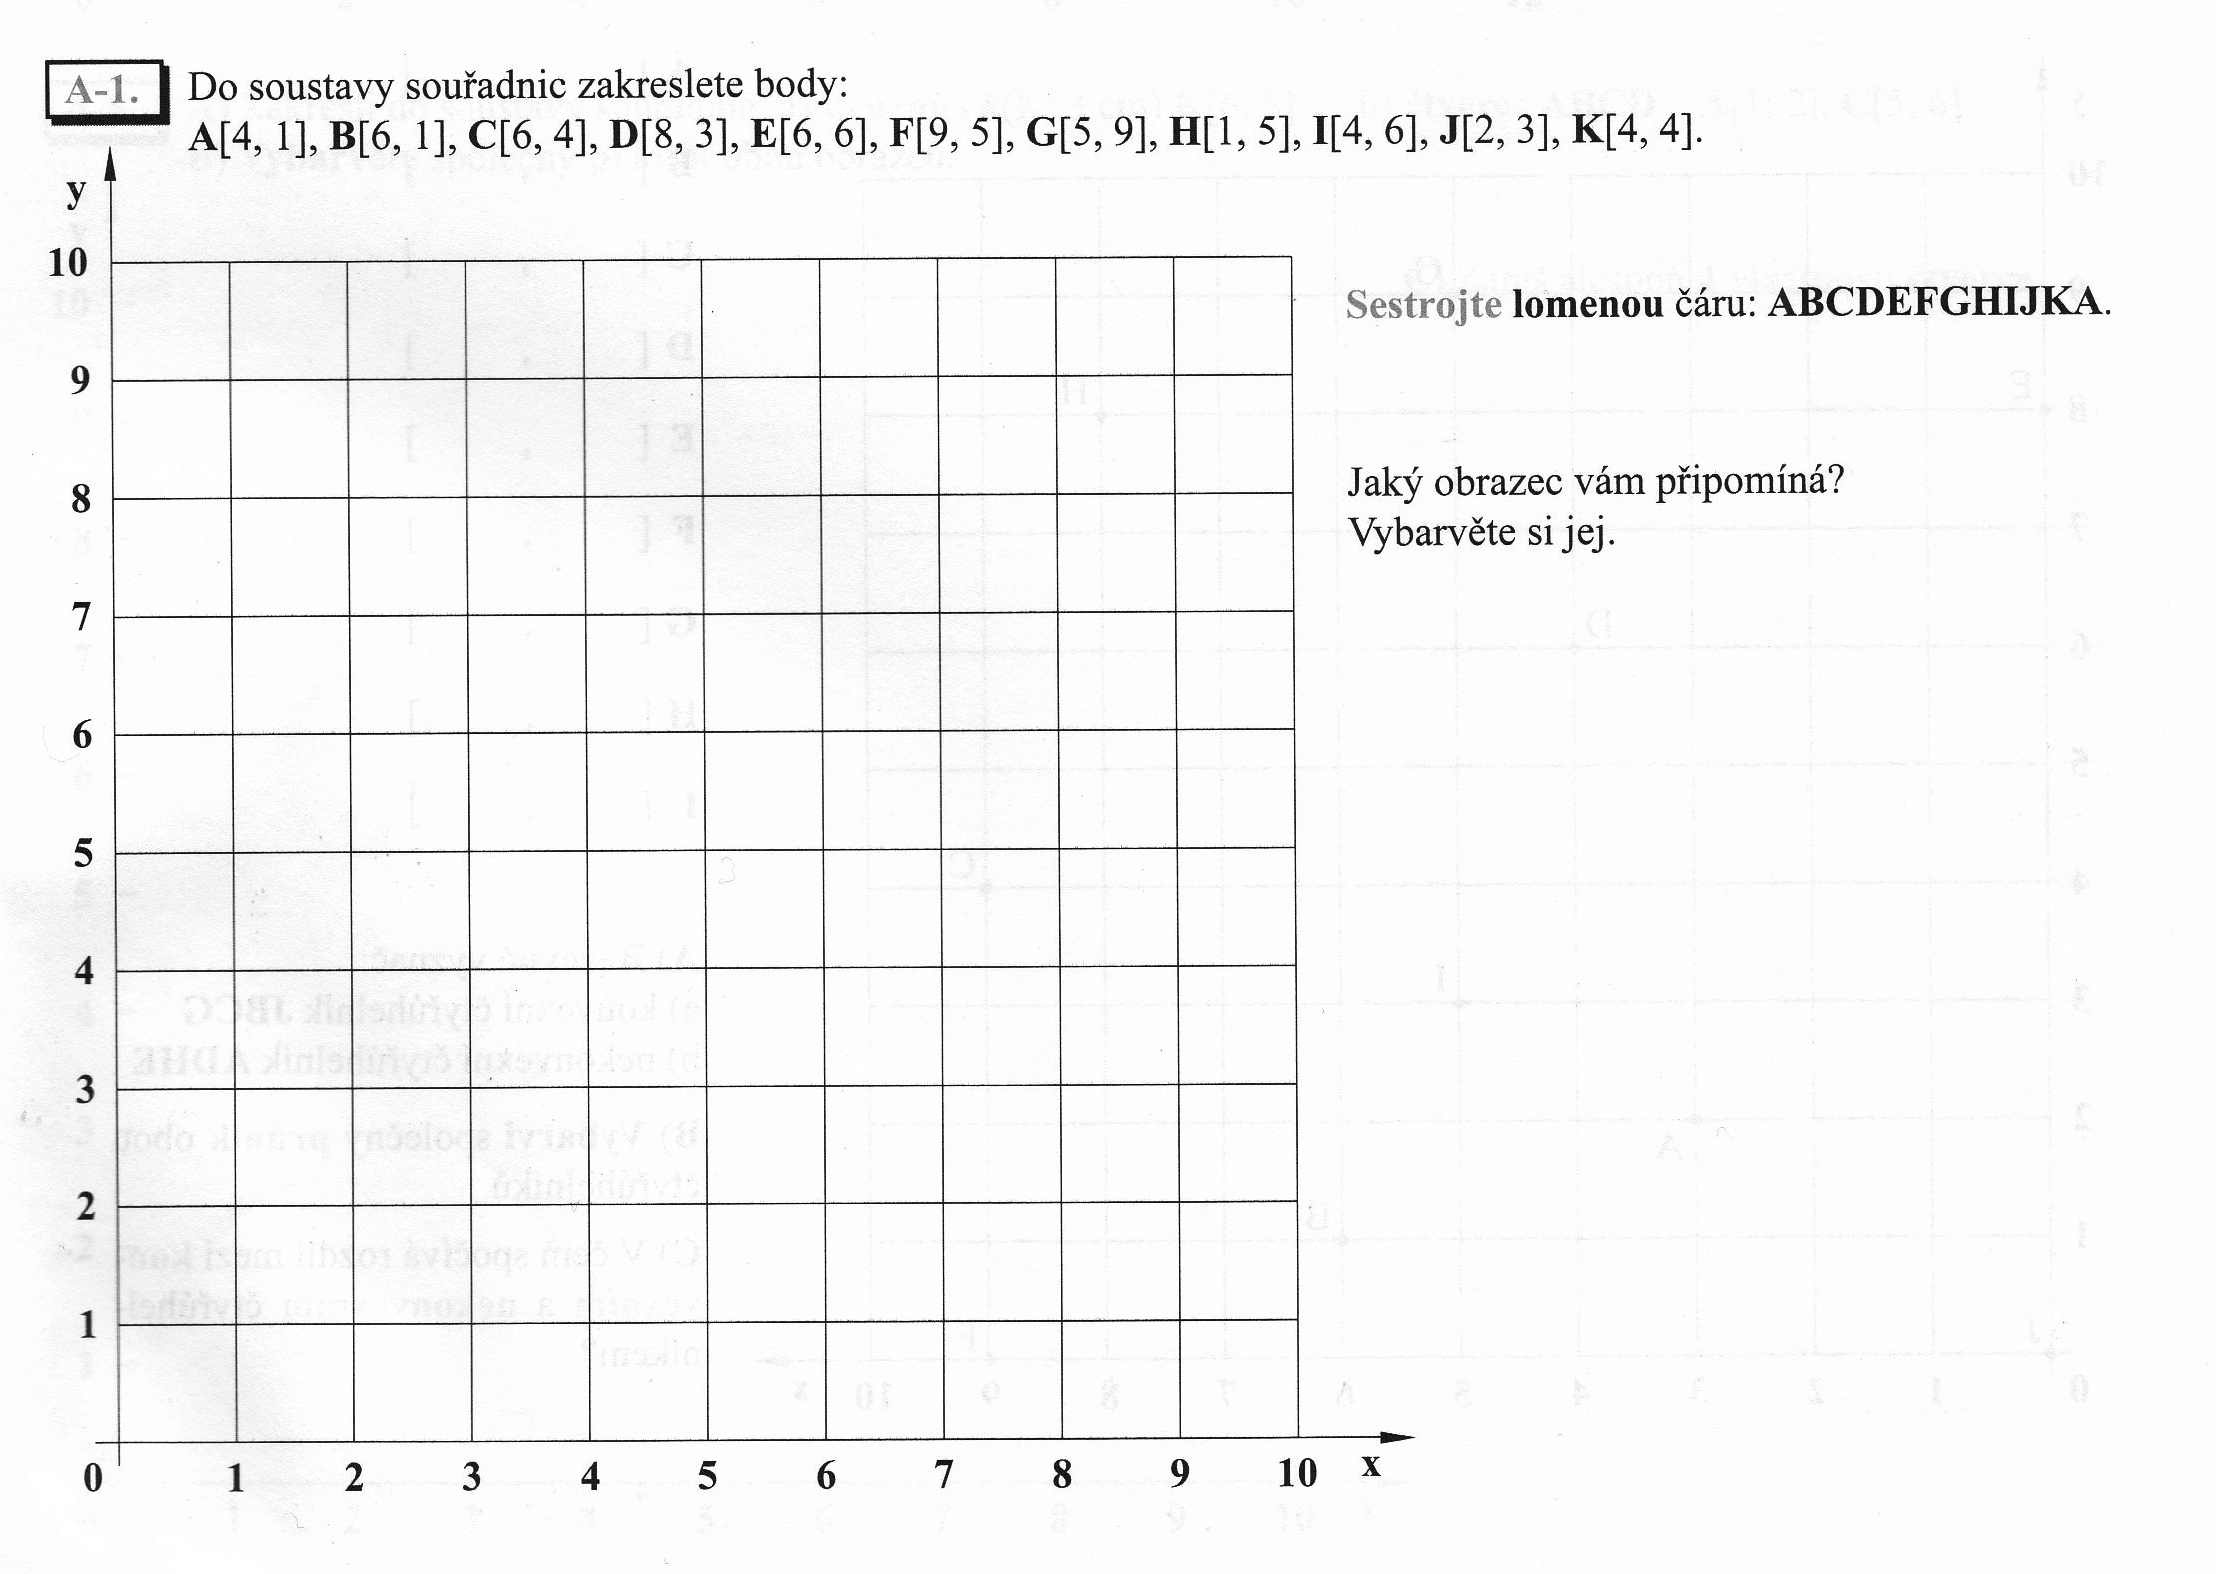 A-1. Do soustavy souřadnic zakreslete body:
A[4, 1], B[6, 1], C[6, 4], D[8, 3], E[6, 6], F[9, 5], G[5, 9], H[1, 5], I[4, 6], J[2, 3], K[4, 4].
y
10
9
8
7
6
5
4
3
2
1
0 1 2 3 4 5 6 7 8 9 10 x
Sestrojte lomenou čáru: ABCDEFGHIJKA.
Jaký obrazec vám připomíná?
Vybarvěte si jej.